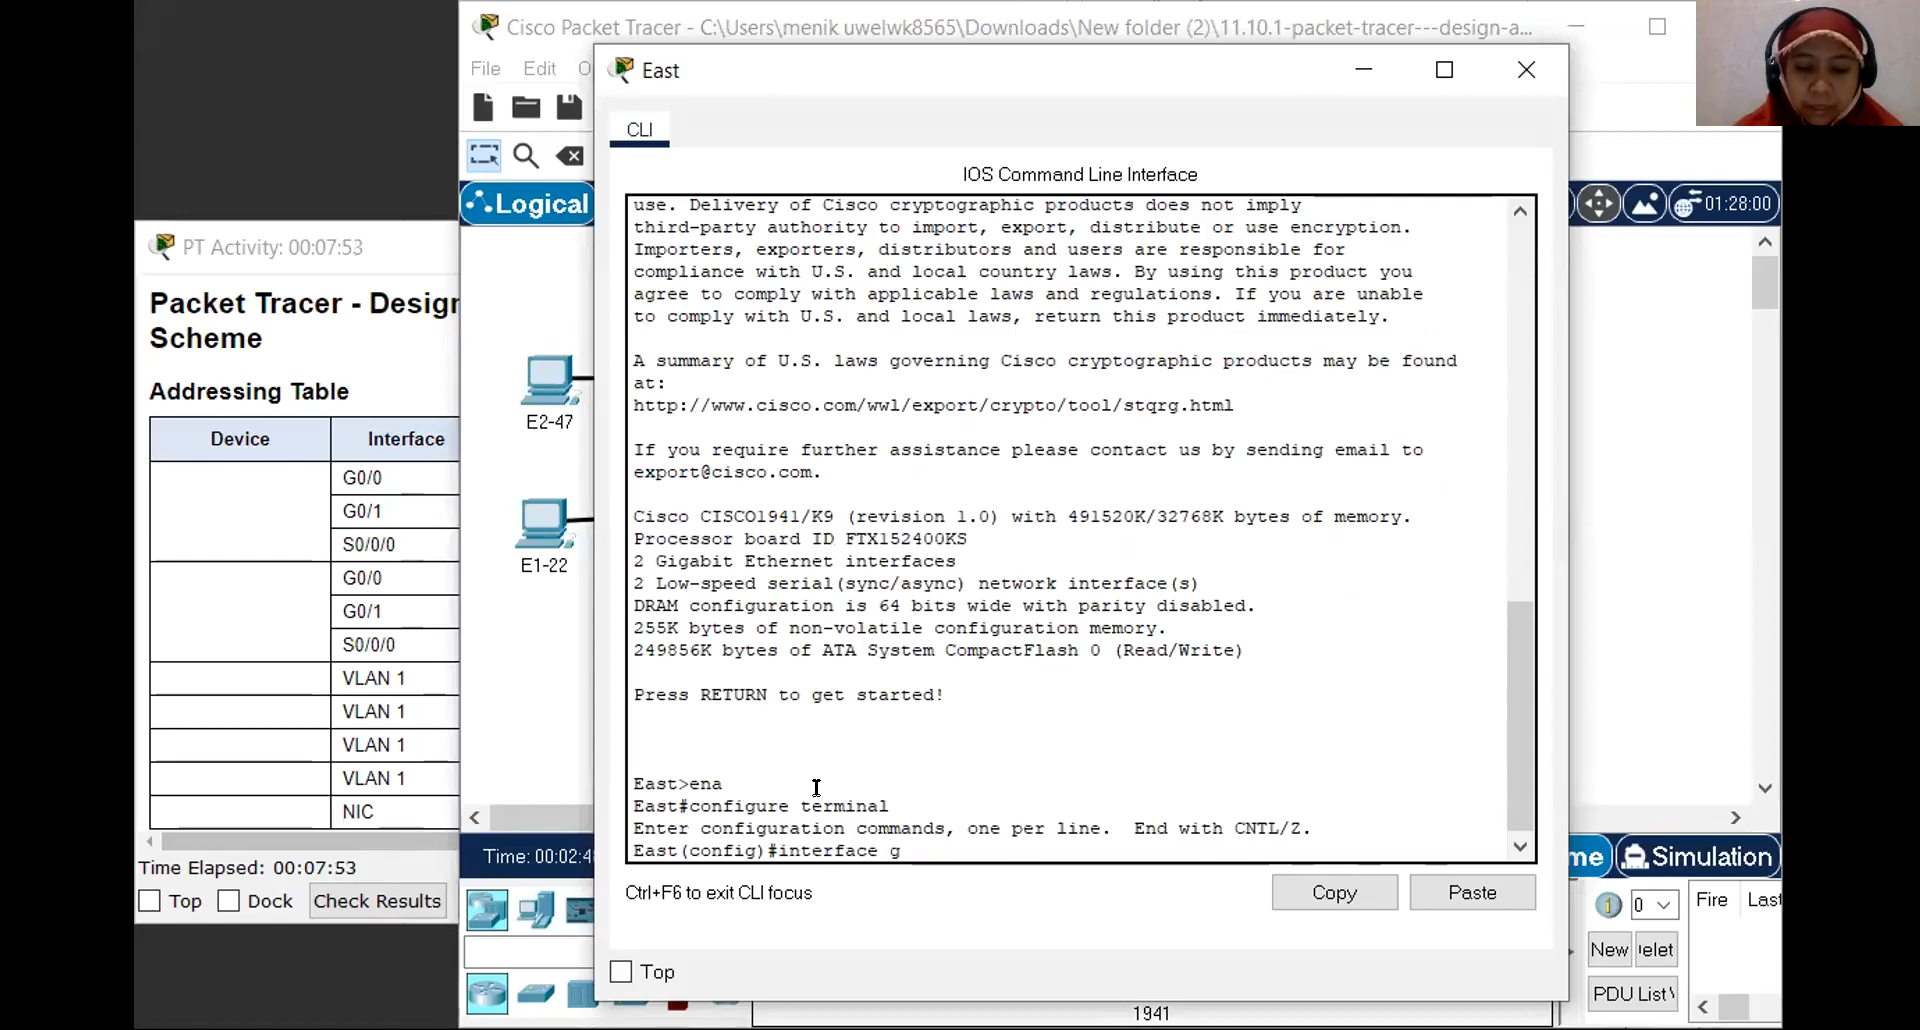 Cisco Packet Tracer - C:\Users\menik uwelwk8565\Downloads\New folder (2)\11.10.1-packet-tracer---design-a...
File Edit O
East
CLI
IOS Command Line Interface
Logical
01:28:00
PT Activity: 00:07:53
Packet Tracer - Design
Scheme
Addressing Table
Device Interface
G0/0
G0/1
S0/0/0
G0/0
G0/1
S0/0/0
VLAN 1
VLAN 1
VLAN 1
VLAN 1
NIC
Time Elapsed: 00:07:53
Top Dock Check Results
E2-47
E1-22
use. Delivery of Cisco cryptographic products does not imply
third-party authority to import, export, distribute or use encryption.
Importers, exporters, distributors and users are responsible for
compliance with U.S. and local country laws. By using this product you
agree to comply with applicable laws and regulations. If you are unable
to comply with U.S. and local laws, return this product immediately.
A summary of U.S. laws governing Cisco cryptographic products may be found
at:
http://www.cisco.com/wwl/export/crypto/tool/stqrg.html
If you require further assistance please contact us by sending email to
export@cisco.com.
Cisco CISCO1941/K9 (revision 1.0) with 491520K/32768K bytes of memory.
Processor board ID FTX152400KS
2 Gigabit Ethernet interfaces
2 Low-speed serial(sync/async) network interface(s)
DRAM configuration is 64 bits wide with parity disabled.
255K bytes of non-volatile configuration memory.
249856K bytes of ATA System CompactFlash 0 (Read/Write)
Press RETURN to get started!
East>ena
East#configure terminal
Enter configuration commands, one per line.  End with CNTL/Z.
East(config)#interface g
Ctrl+F6 to exit CLI focus
Copy Paste
Top
Time: 00:02:4
me Simulation
0 Fire Last
New elet
PDU List
1941